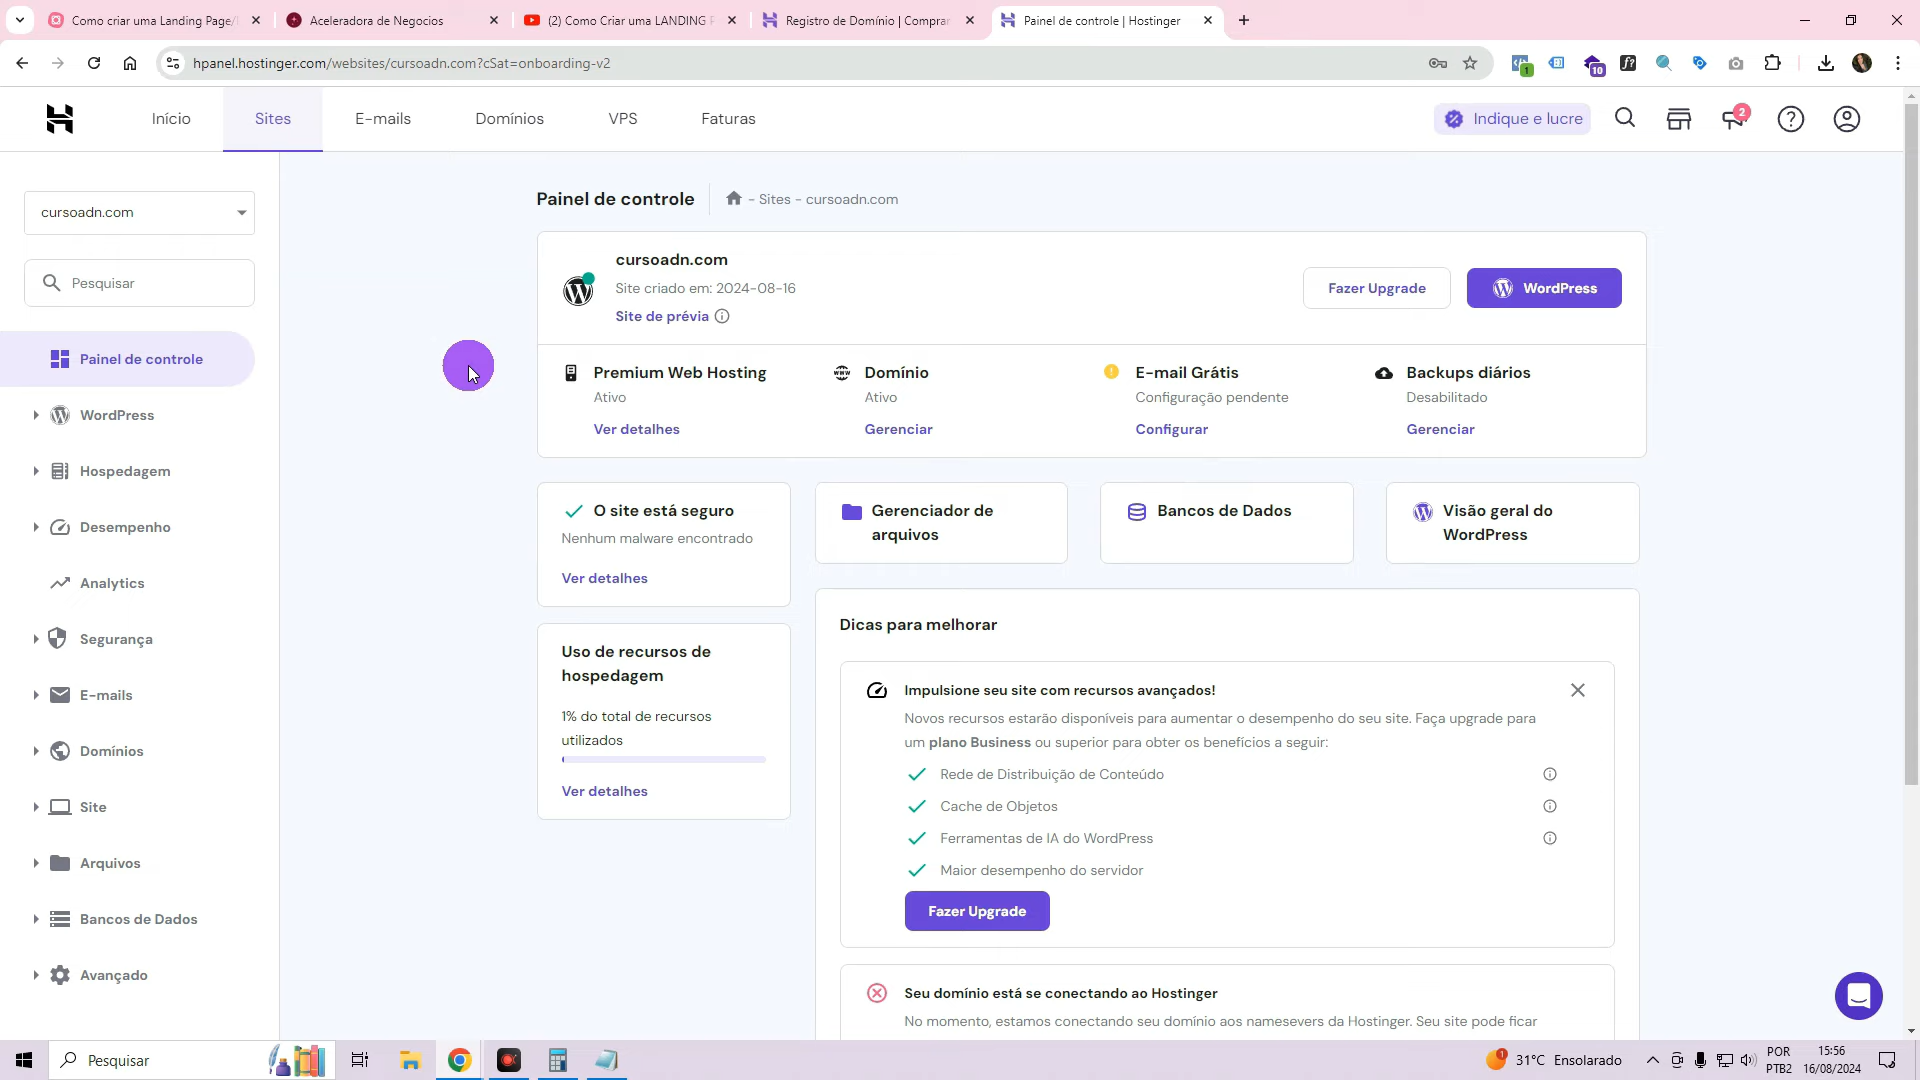 Como criar uma Landing Page/
Aceleradora de Negocios
(2) Como Criar uma LANDING P
Registro de Domínio | Comprar
Painel de controle | Hostinger
hpanel.hostinger.com/websites/cursoadn.com?cSat=onboarding-v2
1
10
f?
Início
Sites
E-mails
Domínios
VPS
Faturas
Indique e lucre
2
cursoadn.com
Pesquisar
Painel de controle
WordPress
Hospedagem
Desempenho
Analytics
Segurança
E-mails
Domínios
Site
Arquivos
Bancos de Dados
Avançado
Painel de controle
- Sites - cursoadn.com
cursoadn.com
Site criado em: 2024-08-16
Site de prévia
Fazer Upgrade
WordPress
Premium Web Hosting
Ativo
Ver detalhes
www
Domínio
Ativo
Gerenciar
E-mail Grátis
Configuração pendente
Configurar
Backups diários
Desabilitado
Gerenciar
O site está seguro
Nenhum malware encontrado
Ver detalhes
Gerenciador de
arquivos
Bancos de Dados
Visão geral do
WordPress
Uso de recursos de
hospedagem
1% do total de recursos
utilizados
Ver detalhes
Dicas para melhorar
Impulsione seu site com recursos avançados!
Novos recursos estarão disponíveis para aumentar o desempenho do seu site. Faça upgrade para
um plano Business ou superior para obter os benefícios a seguir:
Rede de Distribuição de Conteúdo
Cache de Objetos
Ferramentas de IA do WordPress
Maior desempenho do servidor
Fazer Upgrade
Seu domínio está se conectando ao Hostinger
No momento, estamos conectando seu domínio aos namesevers da Hostinger. Seu site pode ficar
Pesquisar
1
31°C Ensolarado
POR
PTB2
15:56
16/08/2024